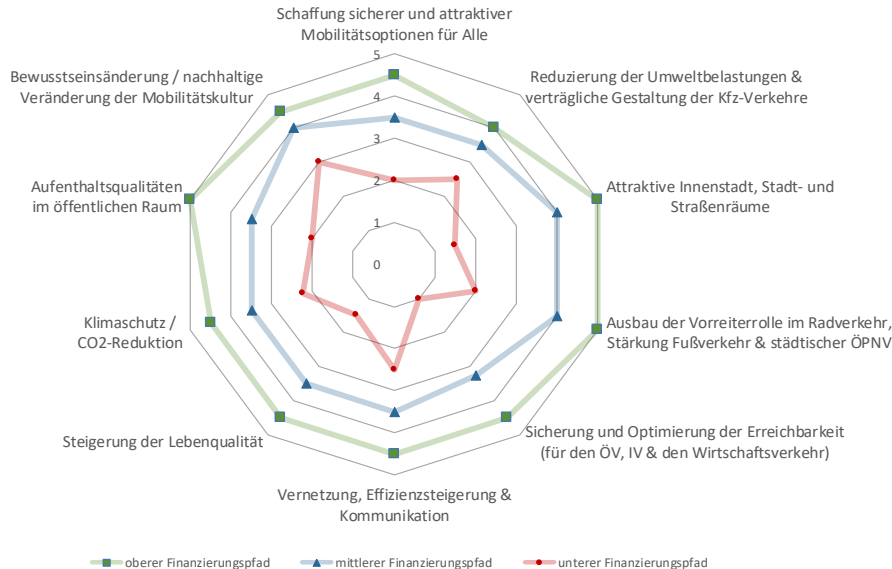 Schaffung sicherer und attraktiver
Mobilitätsoptionen für Alle
Reduzierung der Umweltbelastungen &
verträgliche Gestaltung der Kfz-Verkehre
Attraktive Innenstadt, Stadt- und
Straßenräume
Ausbau der Vorreiterrolle im Radverkehr,
Stärkung Fußverkehr & städtischer ÖPNV
Sicherung und Optimierung der Erreichbarkeit
(für den ÖV, IV & den Wirtschaftsverkehr)
Vernetzung, Effizienzsteigerung &
Kommunikation
Steigerung der Lebenqualität
Klimaschutz /
CO2-Reduktion
Aufenthaltsqualitäten
im öffentlichen Raum
Bewusstseinsänderung / nachhaltige
Veränderung der Mobilitätskultur
5
4
3
2
1
0
oberer Finanzierungspfad
mittlerer Finanzierungspfad
unterer Finanzierungspfad